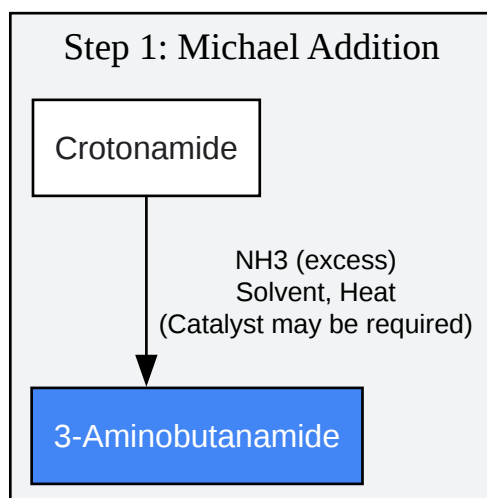 Step 1: Michael Addition
Crotonamide
NH3 (excess)
Solvent, Heat
(Catalyst may be required)
3-Aminobutanamide